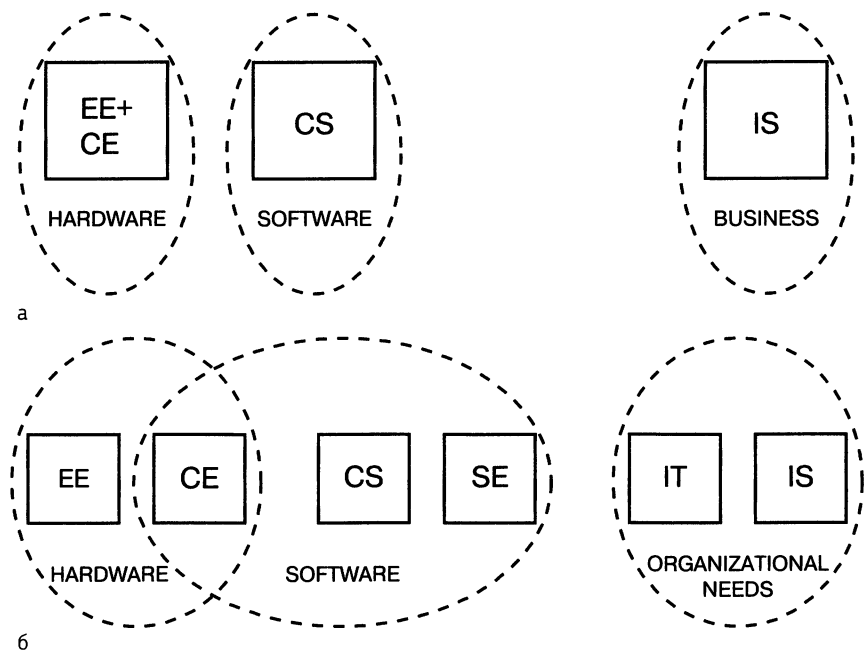 EE+
CE
CS
IS
HARDWARE
SOFTWARE
BUSINESS
а
EE
CE
CS
SE
IT
IS
HARDWARE
SOFTWARE
ORGANIZATIONAL
NEEDS
б